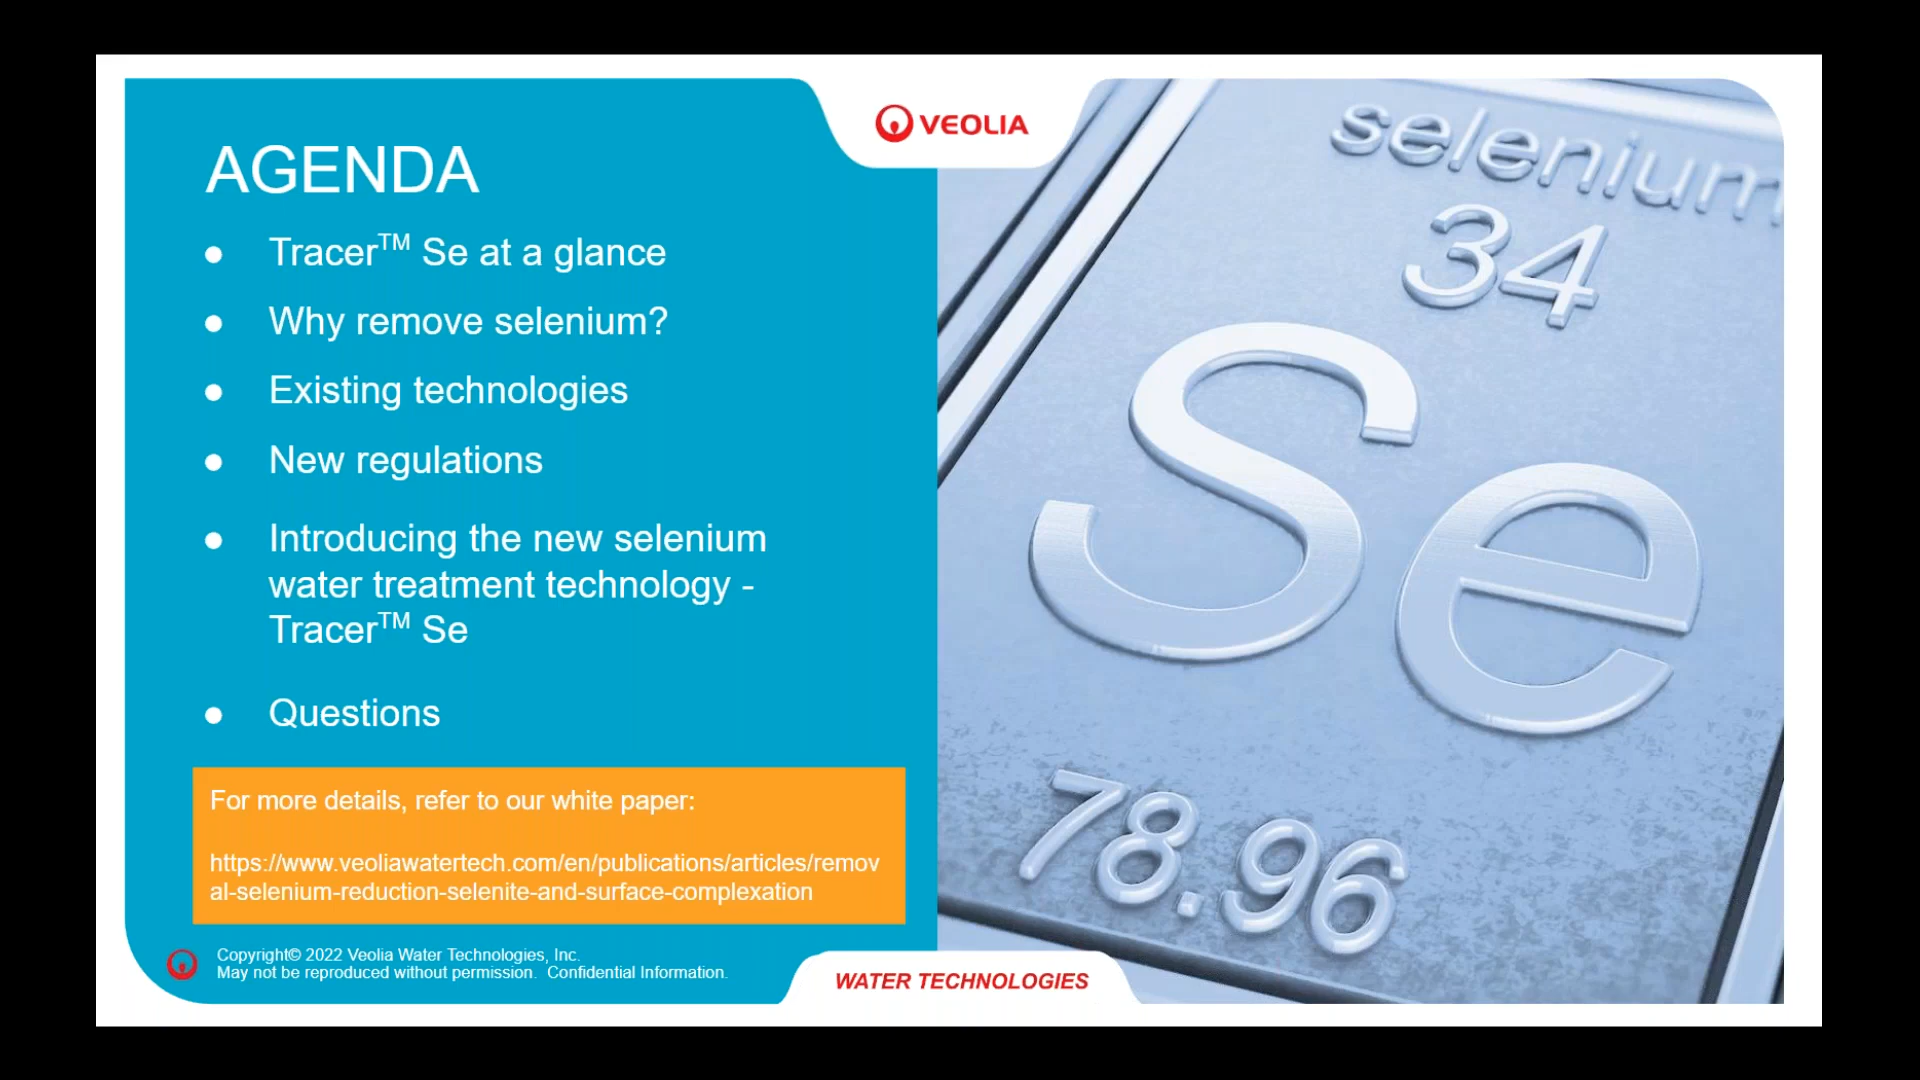 VEOLIA
AGENDA
● Tracer™ Se at a glance
● Why remove selenium?
● Existing technologies
● New regulations
● Introducing the new selenium
water treatment technology -
Tracer™ Se
● Questions
For more details, refer to our white paper:
https://www.veoliawatertech.com/en/publications/articles/remov
al-selenium-reduction-selenite-and-surface-complexation
Copyright© 2022 Veolia Water Technologies, Inc.
May not be reproduced without permission. Confidential Information.
WATER TECHNOLOGIES
selenium
34
Se
78.96